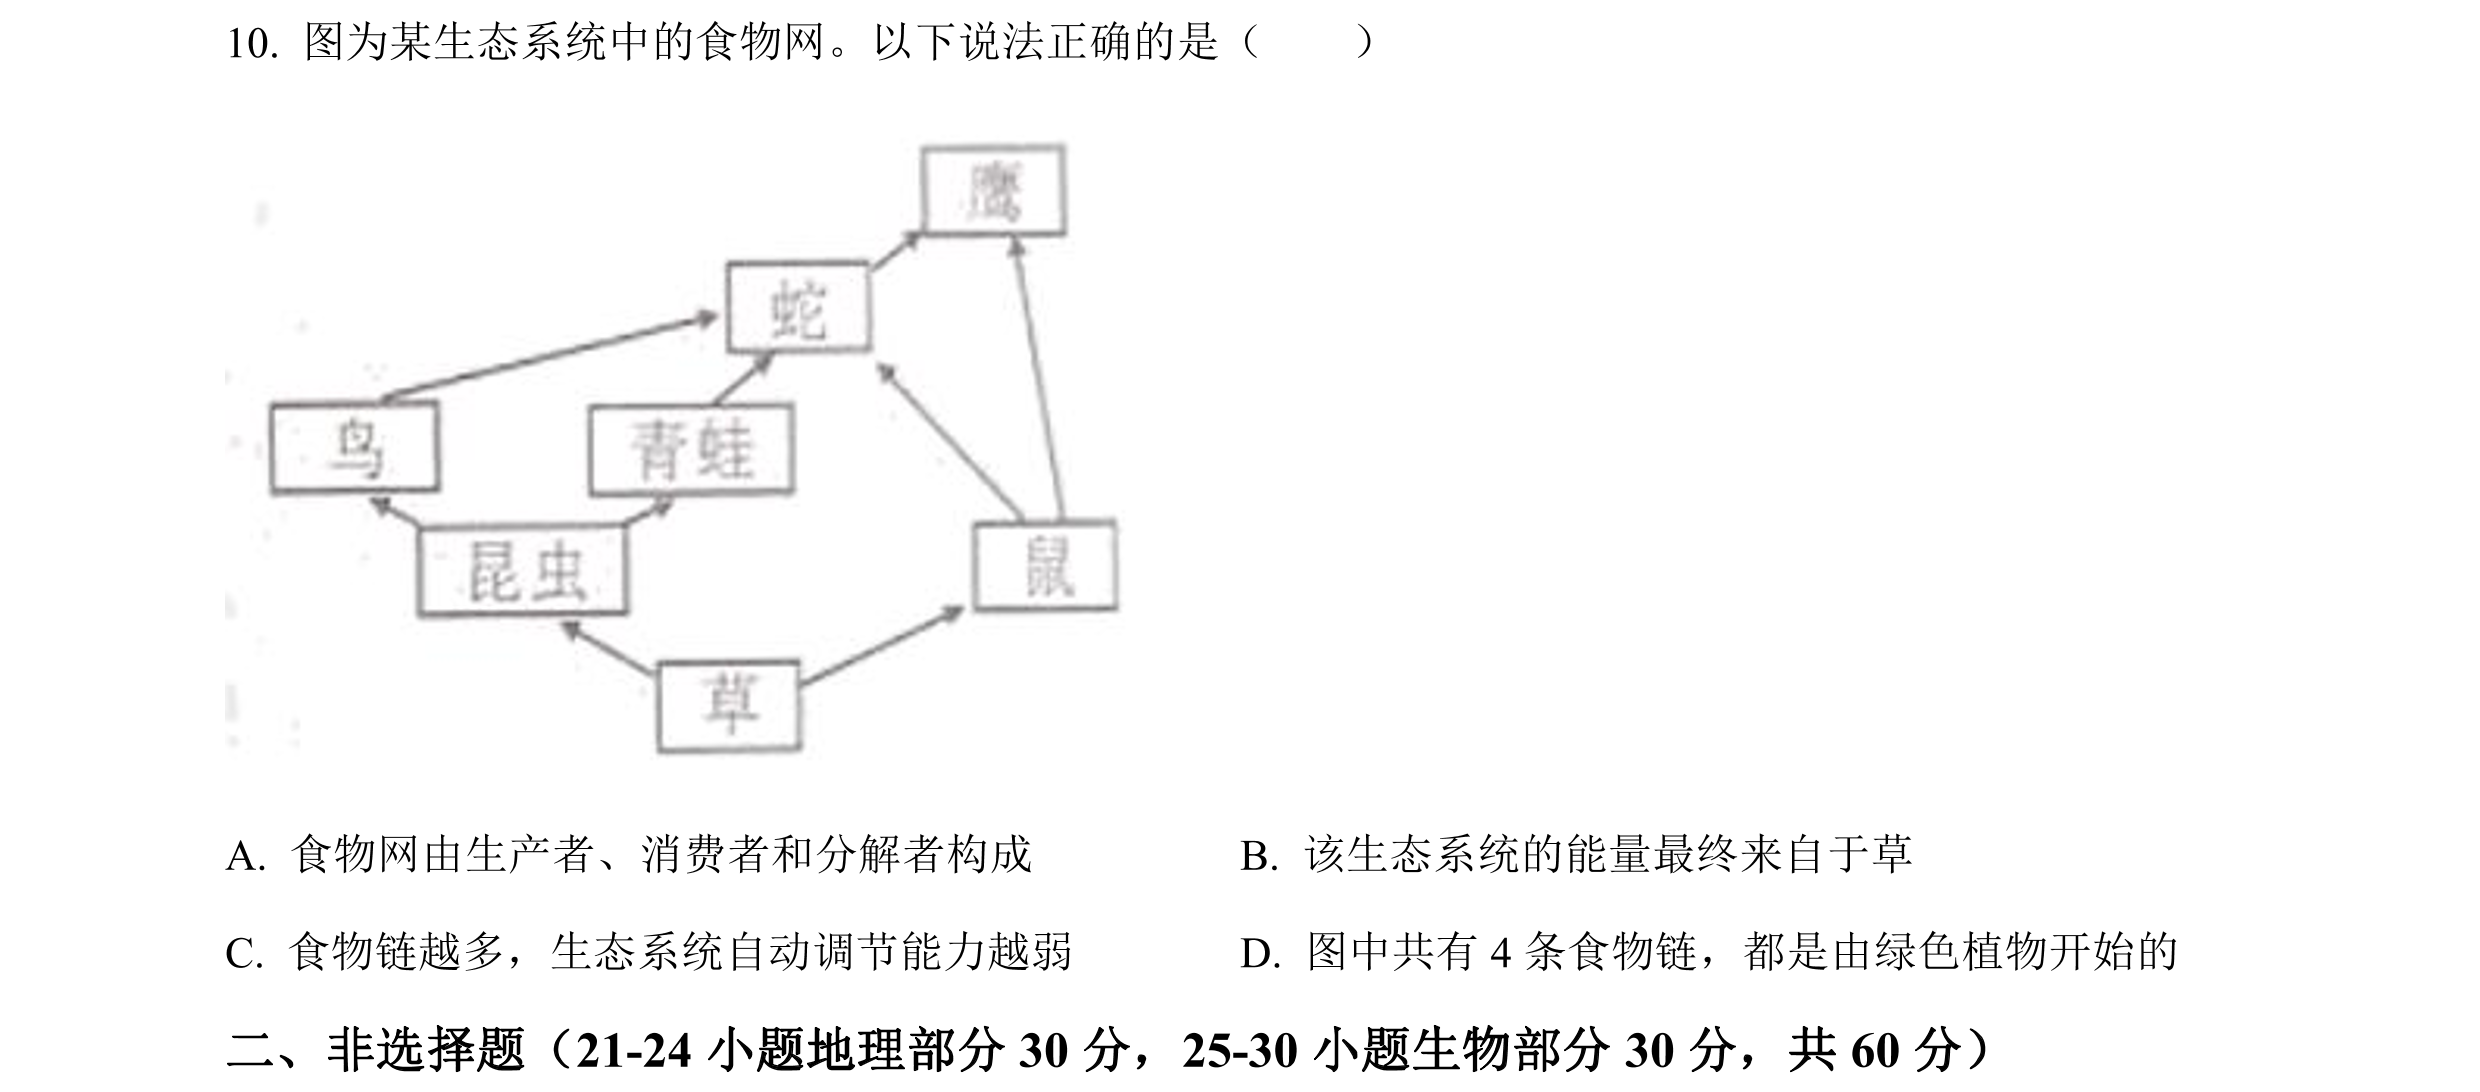 10. 图为某生态系统中的食物网。以下说法正确的是（　　）
鹰
蛇
鸟
青蛙
昆虫
鼠
草
A. 食物网由生产者、消费者和分解者构成
B. 该生态系统的能量最终来自于草
C. 食物链越多，生态系统自动调节能力越弱
D. 图中共有 4 条食物链，都是由绿色植物开始的
二、非选择题（21-24 小题地理部分 30 分，25-30 小题生物部分 30 分，共 60 分）